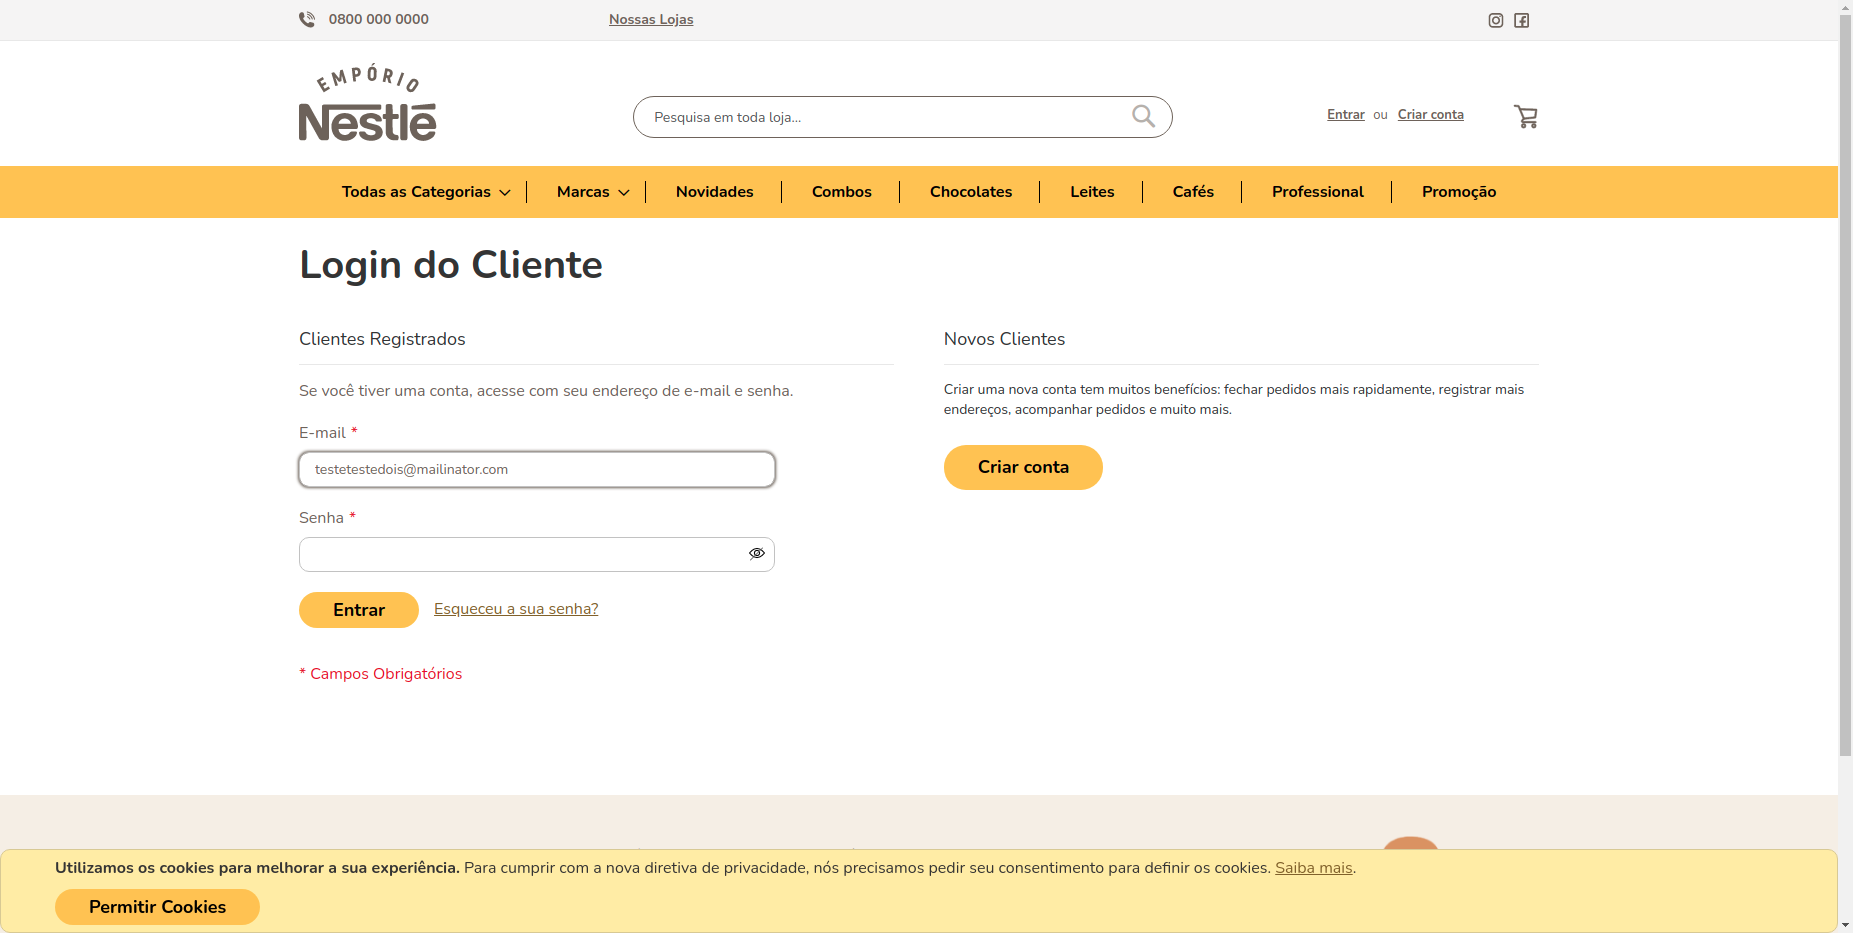 0800 000 0000
Nossas Lojas
EMPÓRIO
Nestlé
Pesquisa em toda loja...
Entrar ou Criar conta
Todas as Categorias
Marcas
Novidades
Combos
Chocolates
Leites
Cafés
Professional
Promoção
Login do Cliente
Clientes Registrados
Se você tiver uma conta, acesse com seu endereço de e-mail e senha.
E-mail *
testetestedois@mailinator.com
Senha *
Entrar
Esqueceu a sua senha?
* Campos Obrigatórios
Novos Clientes
Criar uma nova conta tem muitos benefícios: fechar pedidos mais rapidamente, registrar mais
endereços, acompanhar pedidos e muito mais.
Criar conta
Utilizamos os cookies para melhorar a sua experiência. Para cumprir com a nova diretiva de privacidade, nós precisamos pedir seu consentimento para definir os cookies. Saiba mais.
Permitir Cookies